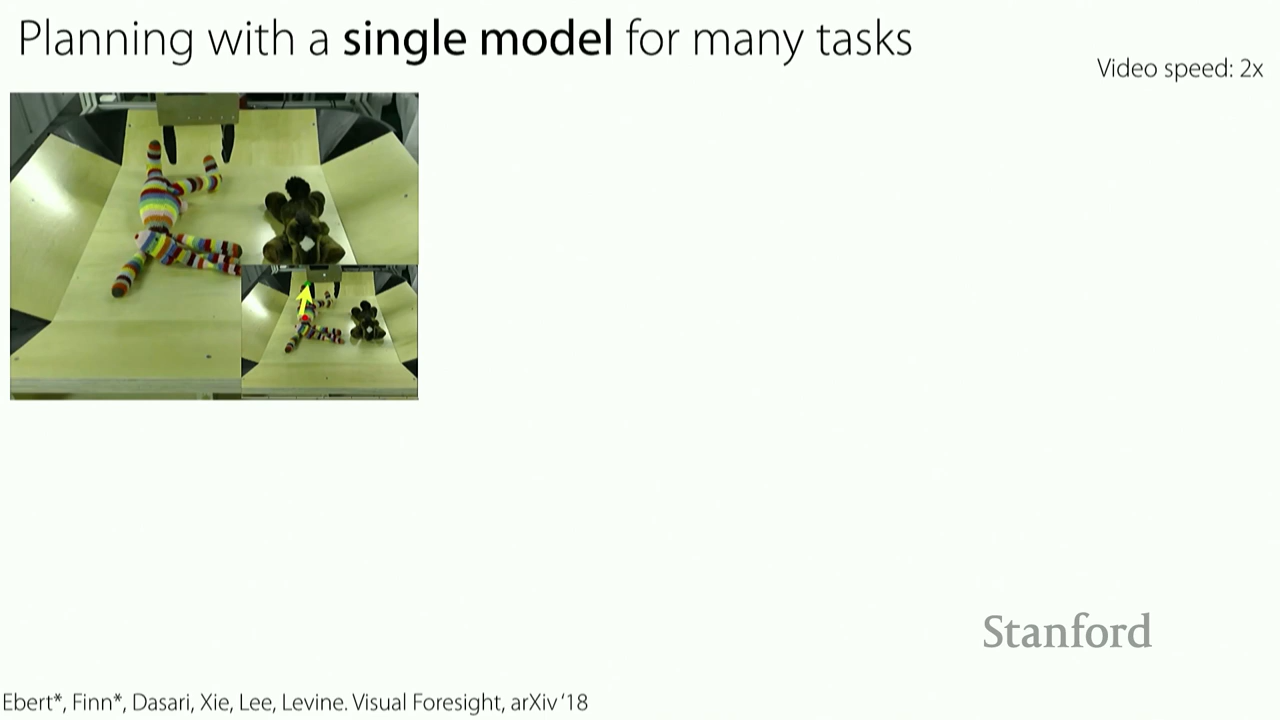 Planning with a single model for many tasks
Video speed: 2x
Stanford
Ebert*, Finn*, Dasari, Xie, Lee, Levine. Visual Foresight, arXiv ‘18